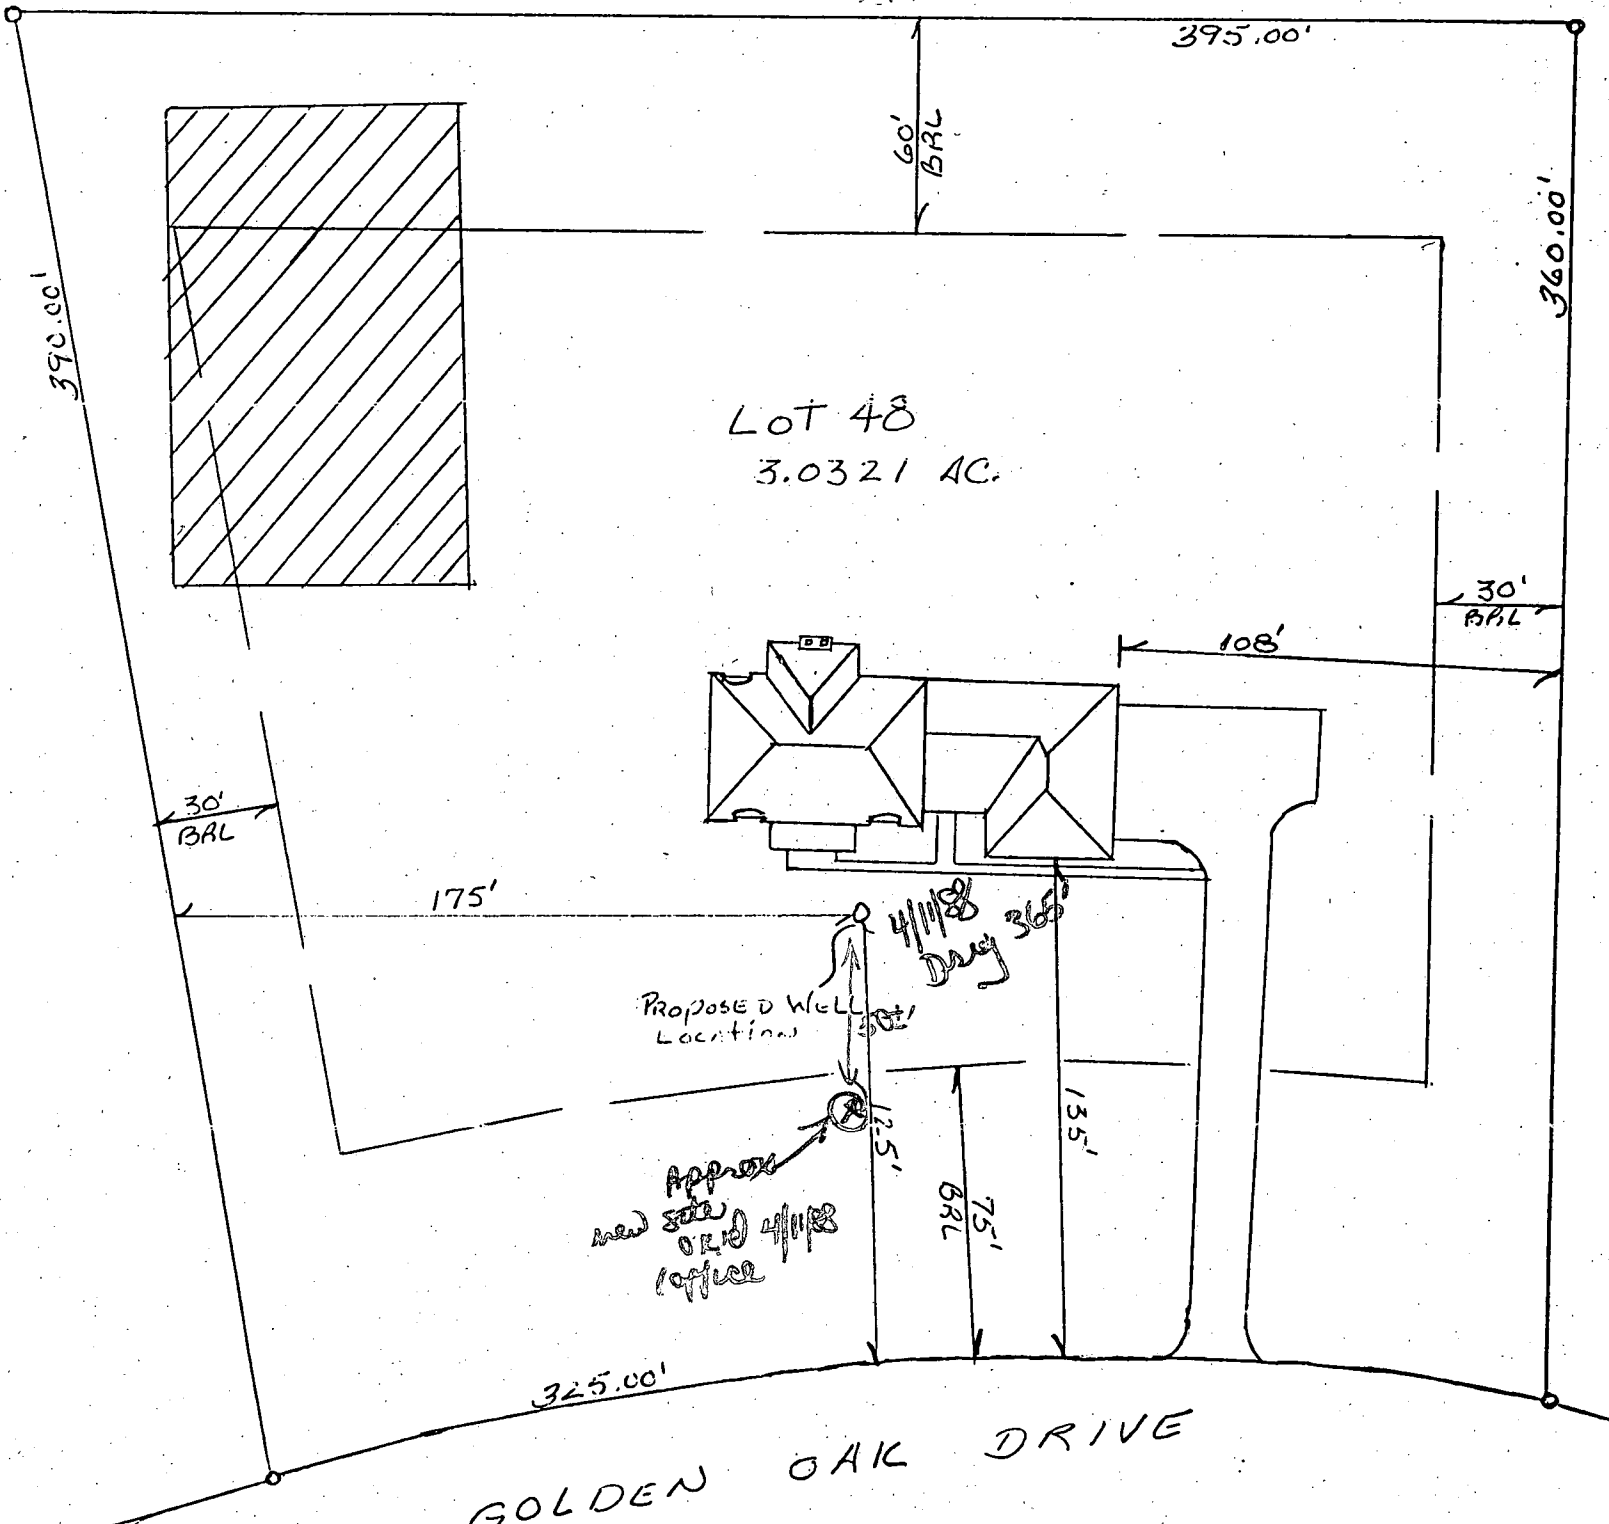 395.00'
60'
BRL
360.00'
390.00'
LOT 48
3.0321 AC.
30'
BRL
108'
30'
BRL
175'
4/11/88
Dry 365'
PROPOSED WELL
Location
50±'
125'
135'
75'
BRL
Approx
new site
OK'd 4/11/88
office
325.00'
GOLDEN OAK DRIVE